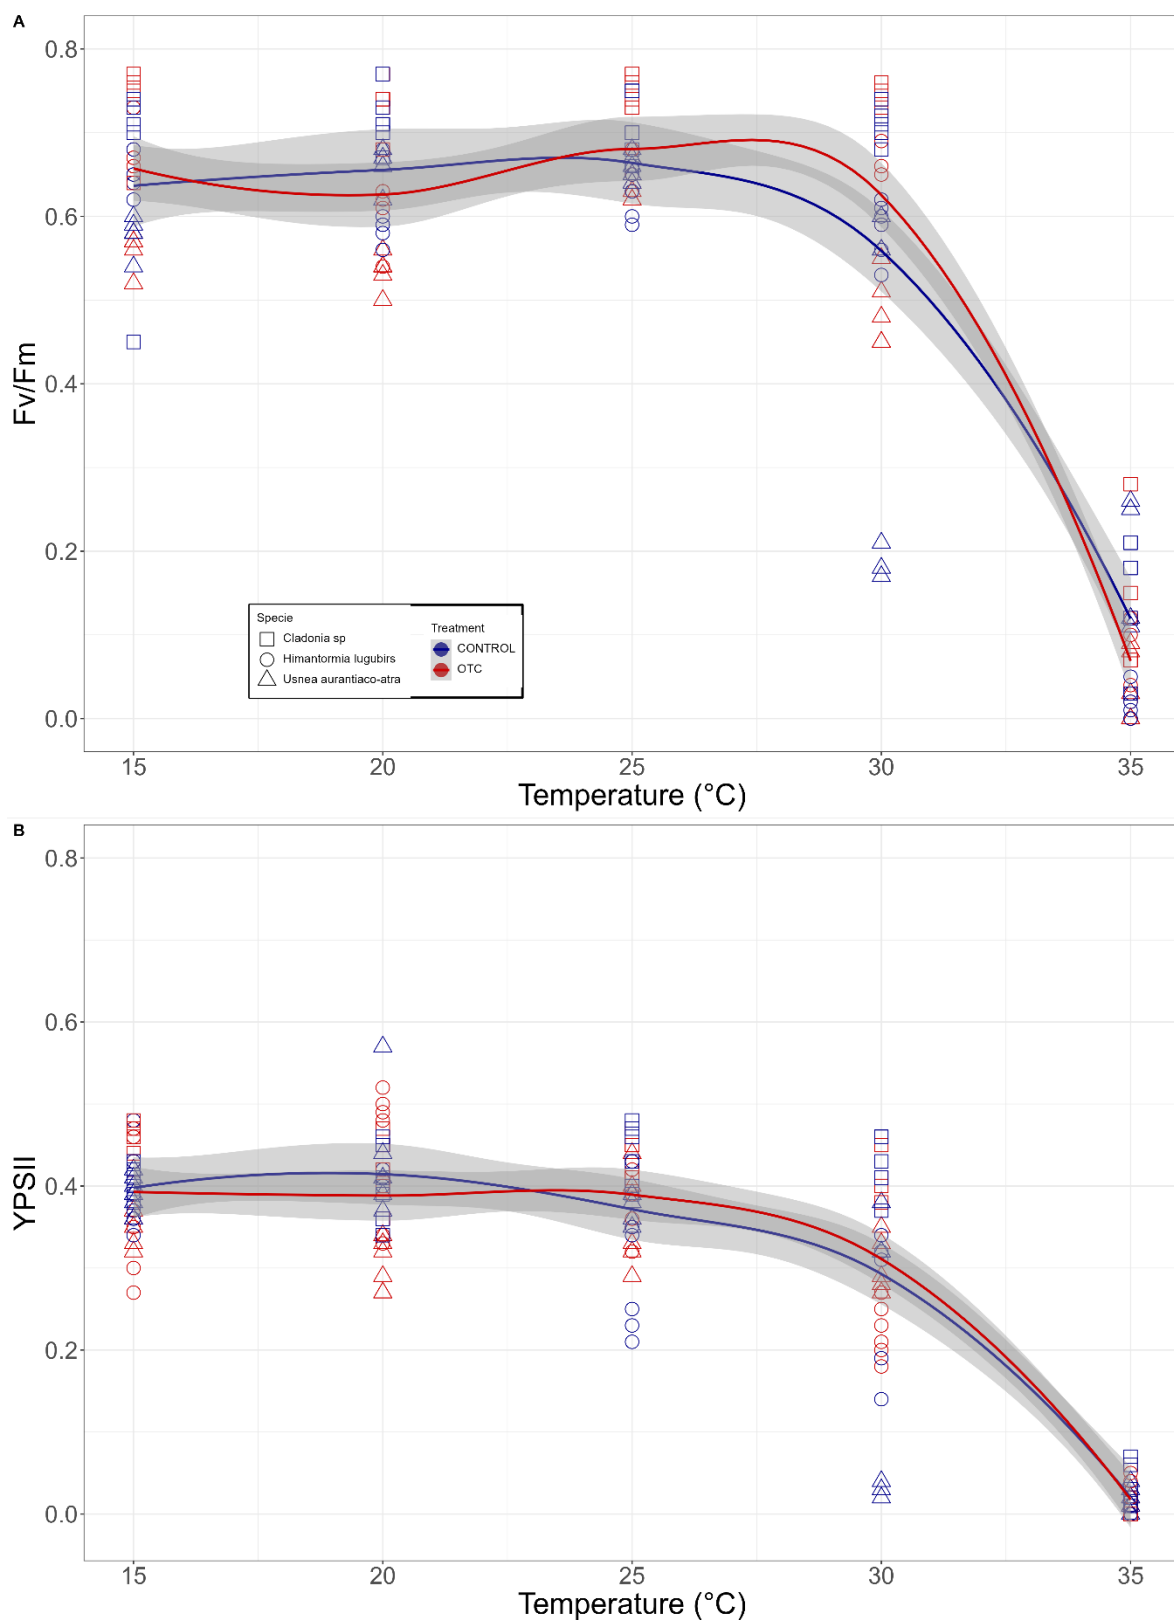 A
0.8
0.6
0.4
0.2
0.0
Fv/Fm
Specie
Cladonia sp
Himantormia lugubirs
Usnea aurantiaco-atra
Treatment
CONTROL
OTC
15 20 25 30 35
Temperature (°C)
B
0.8
0.6
0.4
0.2
0.0
YPSII
15 20 25 30 35
Temperature (°C)